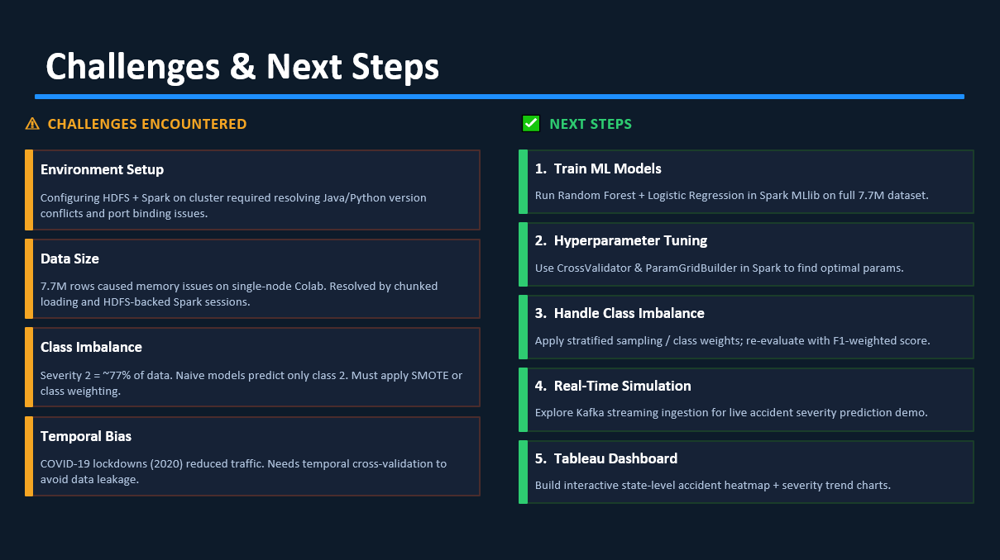 Challenges & Next Steps
⚠ CHALLENGES ENCOUNTERED
Environment Setup
Configuring HDFS + Spark on cluster required resolving Java/Python version
conflicts and port binding issues.
Data Size
7.7M rows caused memory issues on single-node Colab. Resolved by chunked
loading and HDFS-backed Spark sessions.
Class Imbalance
Severity 2 = ~77% of data. Naive models predict only class 2. Must apply SMOTE or
class weighting.
Temporal Bias
COVID-19 lockdowns (2020) reduced traffic. Needs temporal cross-validation to
avoid data leakage.
✅ NEXT STEPS
1. Train ML Models
Run Random Forest + Logistic Regression in Spark MLlib on full 7.7M dataset.
2. Hyperparameter Tuning
Use CrossValidator & ParamGridBuilder in Spark to find optimal params.
3. Handle Class Imbalance
Apply stratified sampling / class weights; re-evaluate with F1-weighted score.
4. Real-Time Simulation
Explore Kafka streaming ingestion for live accident severity prediction demo.
5. Tableau Dashboard
Build interactive state-level accident heatmap + severity trend charts.